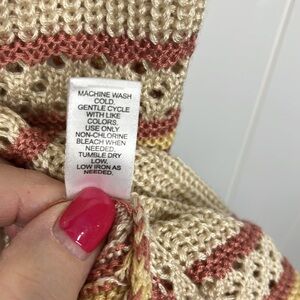 MACHINE WASH
COLD,
GENTLE CYCLE
WITH LIKE
COLORS.
USE ONLY
NON-CHLORINE
BLEACH WHEN
NEEDED.
TUMBLE DRY
LOW.
LOW IRON AS
NEEDED.